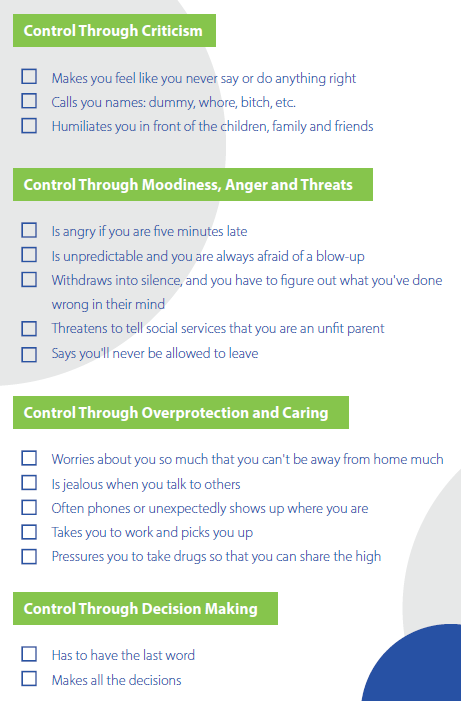 Control Through Criticism
Makes you feel like you never say or do anything right
Calls you names: dummy, whore, bitch, etc.
Humiliates you in front of the children, family and friends
Control Through Moodiness, Anger and Threats
Is angry if you are five minutes late
Is unpredictable and you are always afraid of a blow-up
Withdraws into silence, and you have to figure out what you've done
wrong in their mind
Threatens to tell social services that you are an unfit parent
Says you'll never be allowed to leave
Control Through Overprotection and Caring
Worries about you so much that you can't be away from home much
Is jealous when you talk to others
Often phones or unexpectedly shows up where you are
Takes you to work and picks you up
Pressures you to take drugs so that you can share the high
Control Through Decision Making
Has to have the last word
Makes all the decisions